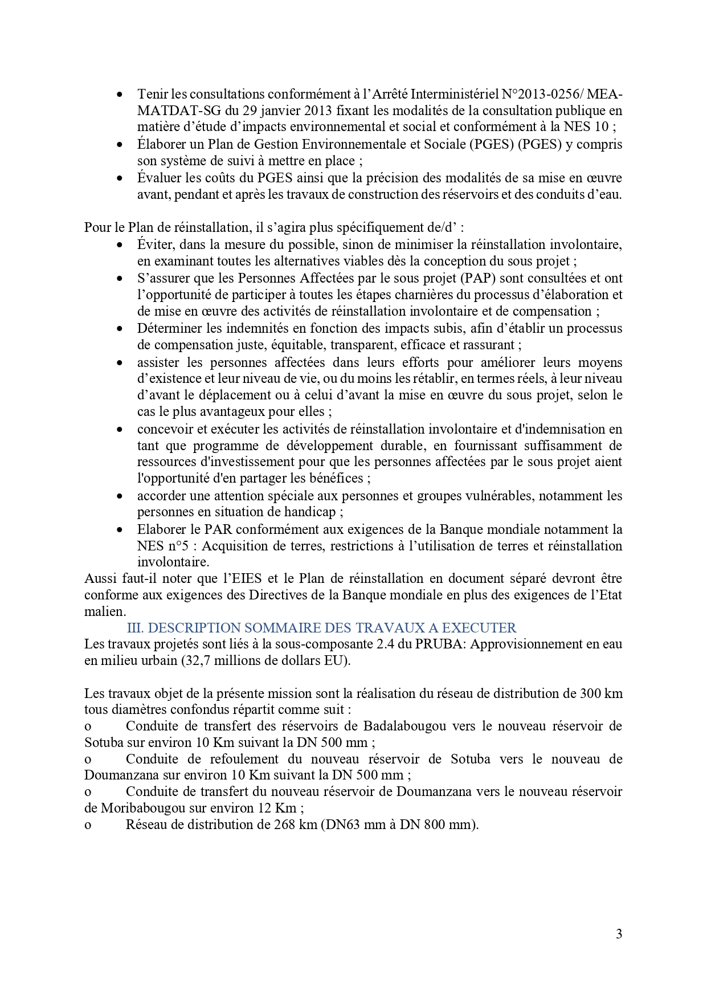 • Tenir les consultations conformément à l’Arrêté Interministériel N°2013-0256/ MEA-
MATDAT-SG du 29 janvier 2013 fixant les modalités de la consultation publique en
matière d’étude d’impacts environnemental et social et conformément à la NES 10 ;
• Élaborer un Plan de Gestion Environnementale et Sociale (PGES) (PGES) y compris
son système de suivi à mettre en place ;
• Évaluer les coûts du PGES ainsi que la précision des modalités de sa mise en œuvre
avant, pendant et après les travaux de construction des réservoirs et des conduits d’eau.
Pour le Plan de réinstallation, il s’agira plus spécifiquement de/d’ :
• Éviter, dans la mesure du possible, sinon de minimiser la réinstallation involontaire,
en examinant toutes les alternatives viables dès la conception du sous projet ;
• S’assurer que les Personnes Affectées par le sous projet (PAP) sont consultées et ont
l’opportunité de participer à toutes les étapes charnières du processus d’élaboration et
de mise en œuvre des activités de réinstallation involontaire et de compensation ;
• Déterminer les indemnités en fonction des impacts subis, afin d’établir un processus
de compensation juste, équitable, transparent, efficace et rassurant ;
• assister les personnes affectées dans leurs efforts pour améliorer leurs moyens
d’existence et leur niveau de vie, ou du moins les rétablir, en termes réels, à leur niveau
d’avant le déplacement ou à celui d’avant la mise en œuvre du sous projet, selon le
cas le plus avantageux pour elles ;
• concevoir et exécuter les activités de réinstallation involontaire et d'indemnisation en
tant que programme de développement durable, en fournissant suffisamment de
ressources d'investissement pour que les personnes affectées par le sous projet aient
l'opportunité d'en partager les bénéfices ;
• accorder une attention spéciale aux personnes et groupes vulnérables, notamment les
personnes en situation de handicap ;
• Elaborer le PAR conformément aux exigences de la Banque mondiale notamment la
NES n°5 : Acquisition de terres, restrictions à l’utilisation de terres et réinstallation
involontaire.
Aussi faut-il noter que l’EIES et le Plan de réinstallation en document séparé devront être
conforme aux exigences des Directives de la Banque mondiale en plus des exigences de l’Etat
malien.
III. DESCRIPTION SOMMAIRE DES TRAVAUX A EXECUTER
Les travaux projetés sont liés à la sous-composante 2.4 du PRUBA: Approvisionnement en eau
en milieu urbain (32,7 millions de dollars EU).
Les travaux objet de la présente mission sont la réalisation du réseau de distribution de 300 km
tous diamètres confondus répartit comme suit :
o Conduite de transfert des réservoirs de Badalabougou vers le nouveau réservoir de
Sotuba sur environ 10 Km suivant la DN 500 mm ;
o Conduite de refoulement du nouveau réservoir de Sotuba vers le nouveau de
Doumanzana sur environ 10 Km suivant la DN 500 mm ;
o Conduite de transfert du nouveau réservoir de Doumanzana vers le nouveau réservoir
de Moribabougou sur environ 12 Km ;
o Réseau de distribution de 268 km (DN63 mm à DN 800 mm).
3